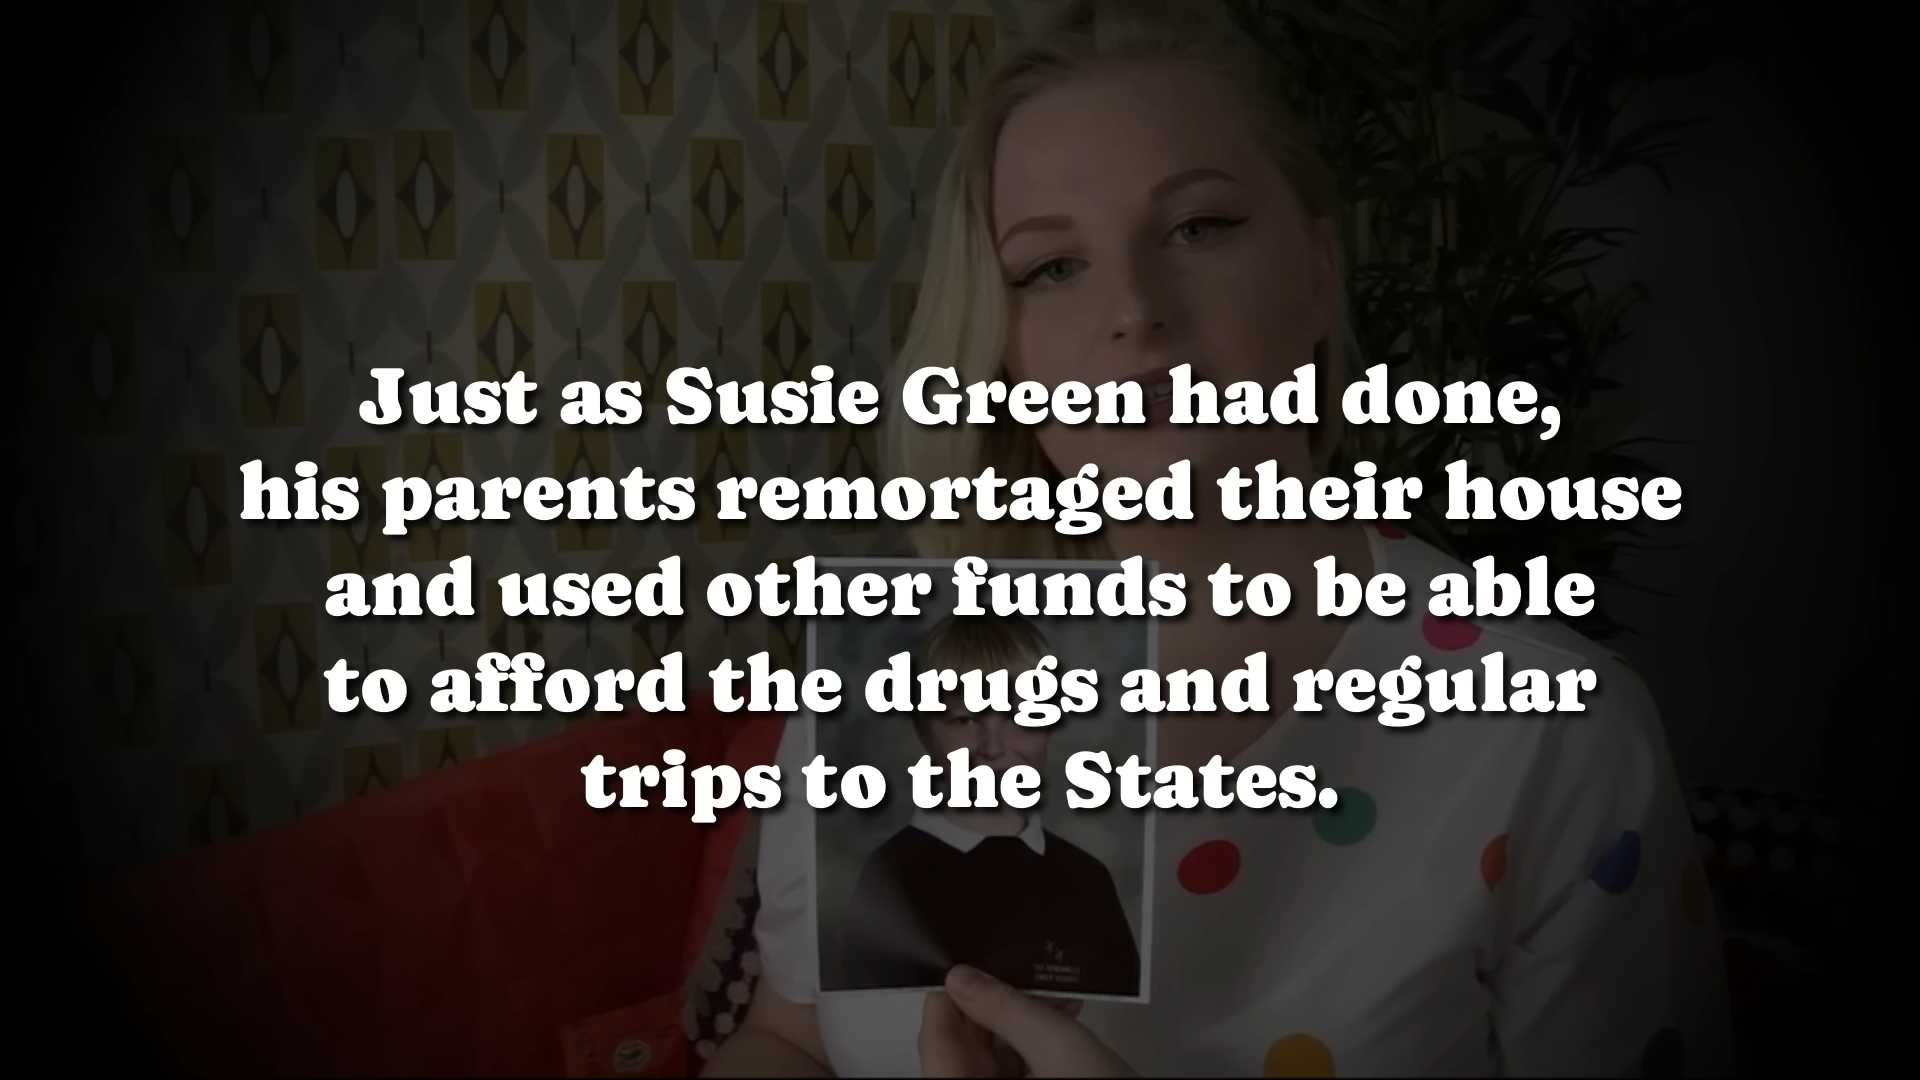 Just as Susie Green had done,
his parents remortaged their house
and used other funds to be able
to afford the drugs and regular
trips to the States.